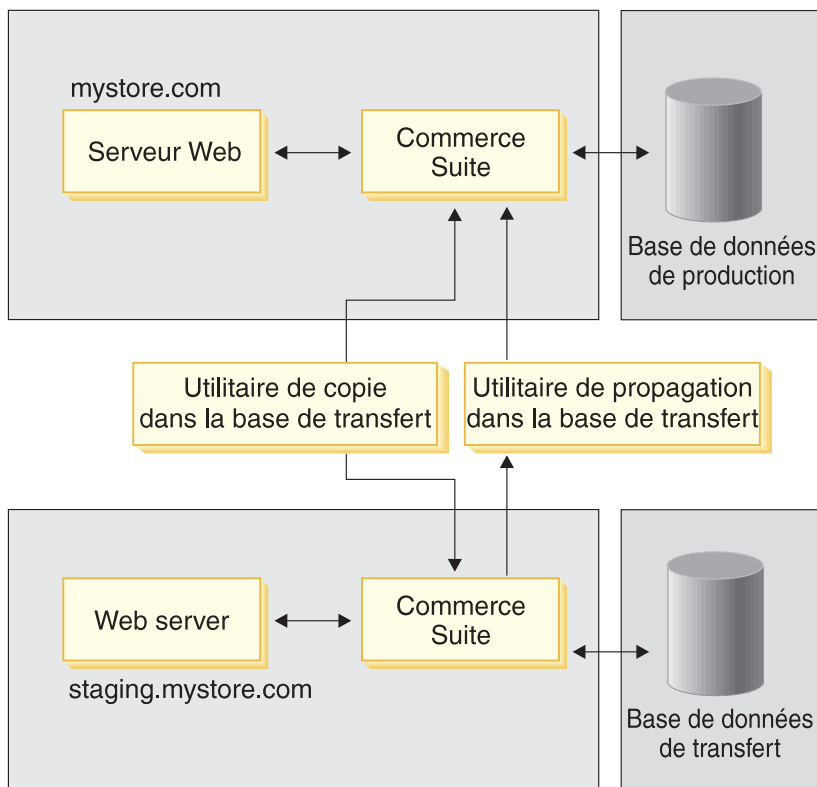 mystore.com
Serveur Web
Commerce
Suite
Base de données
de production
Utilitaire de copie
dans la base de transfert
Utilitaire de propagation
dans la base de transfert
Web server
Commerce
Suite
staging.mystore.com
Base de données
de transfert